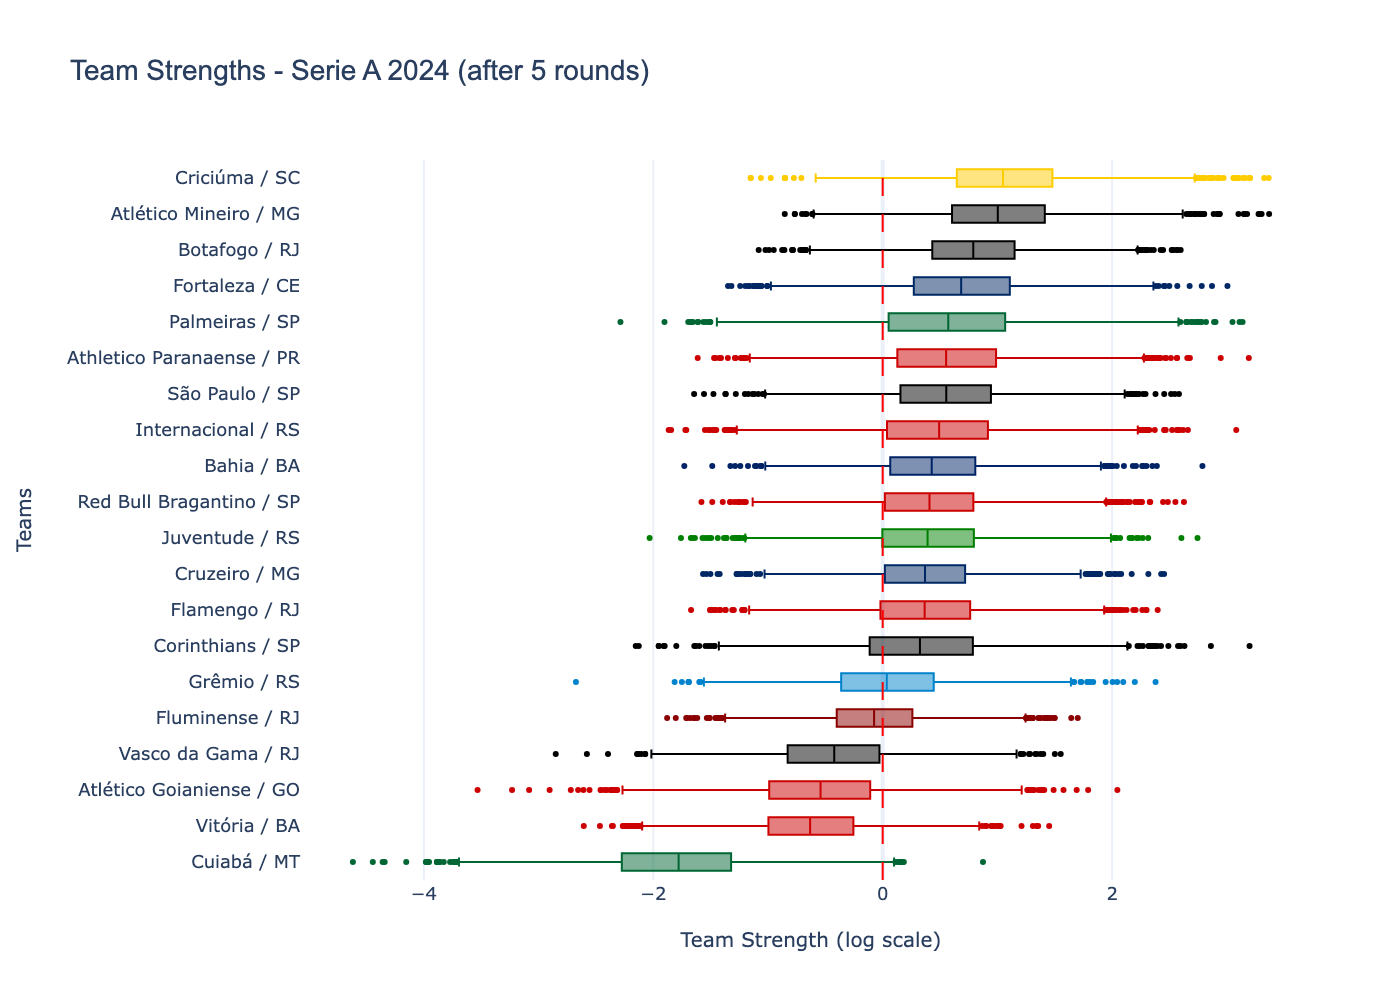 Team Strengths - Serie A 2024 (after 5 rounds)
Teams
Criciúma / SC
Atlético Mineiro / MG
Botafogo / RJ
Fortaleza / CE
Palmeiras / SP
Athletico Paranaense / PR
São Paulo / SP
Internacional / RS
Bahia / BA
Red Bull Bragantino / SP
Juventude / RS
Cruzeiro / MG
Flamengo / RJ
Corinthians / SP
Grêmio / RS
Fluminense / RJ
Vasco da Gama / RJ
Atlético Goianiense / GO
Vitória / BA
Cuiabá / MT
−4 −2 0 2
Team Strength (log scale)